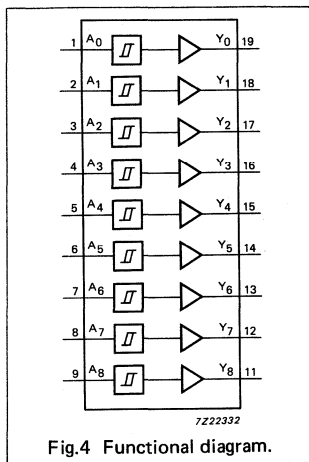 1 A0 Y0 19
2 A1 Y1 18
3 A2 Y2 17
4 A3 Y3 16
5 A4 Y4 15
6 A5 Y5 14
7 A6 Y6 13
8 A7 Y7 12
9 A8 Y8 11
7Z22332
Fig.4 Functional diagram.